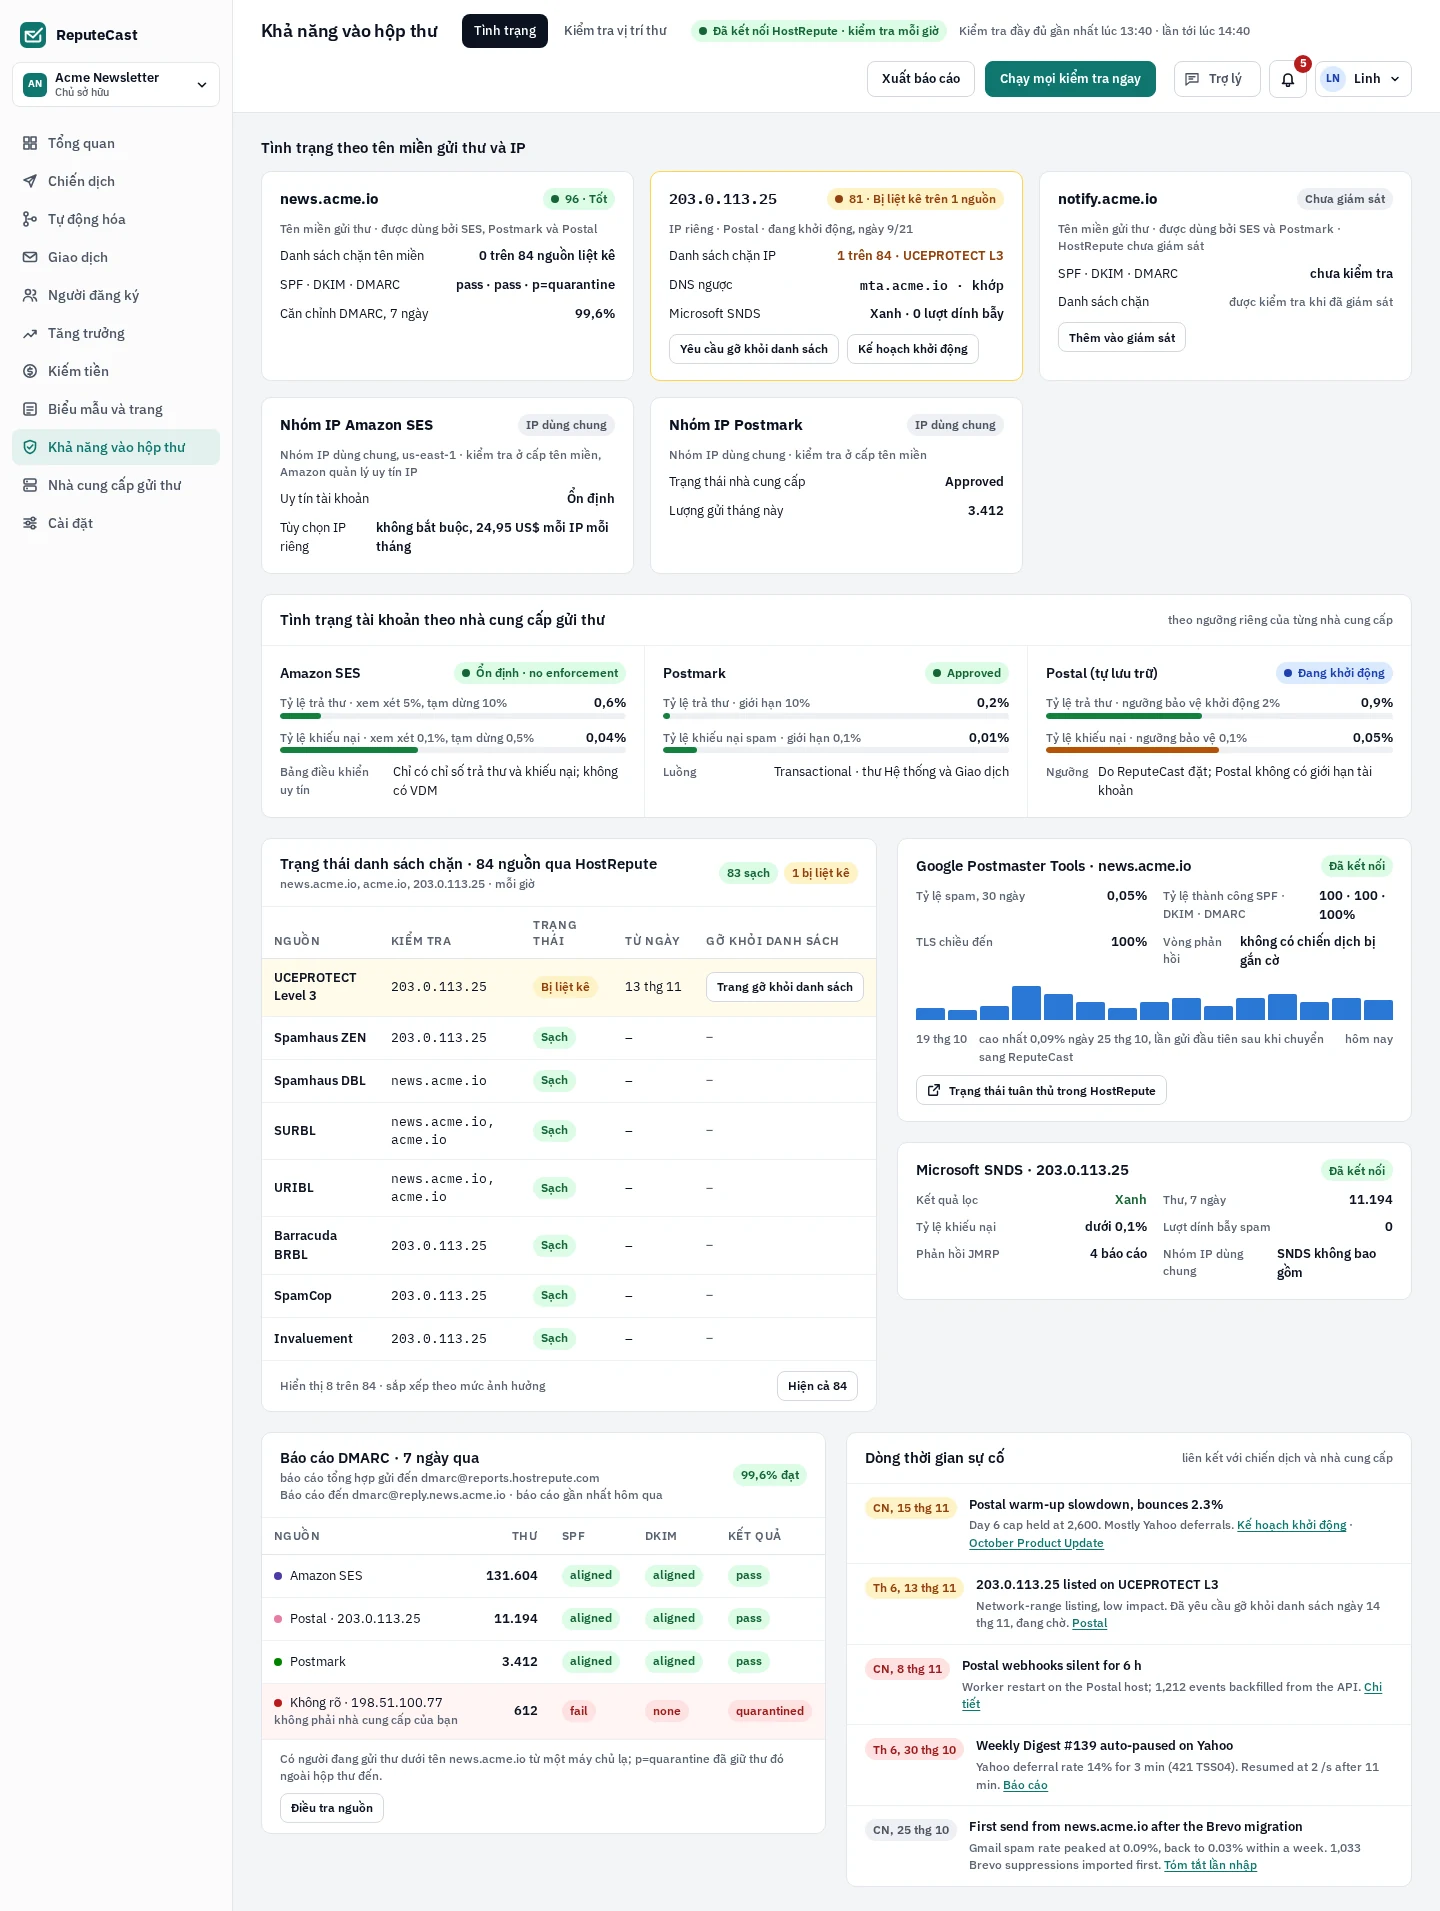 ReputeCast
AN
Acme Newsletter
Chủ sở hữu
Tổng quan
Chiến dịch
Tự động hóa
Giao dịch
Người đăng ký
Tăng trưởng
Kiếm tiền
Biểu mẫu và trang
Khả năng vào hộp thư
Nhà cung cấp gửi thư
Cài đặt
Khả năng vào hộp thư
Tình trạng
Kiểm tra vị trí thư
Đã kết nối HostRepute · kiểm tra mỗi giờ
Kiểm tra đầy đủ gần nhất lúc 13:40 · lần tới lúc 14:40
Xuất báo cáo
Chạy mọi kiểm tra ngay
Trợ lý
5
LN
Linh
Tình trạng theo tên miền gửi thư và IP
news.acme.io
96 · Tốt
Tên miền gửi thư · được dùng bởi SES, Postmark và Postal
Danh sách chặn tên miền
0 trên 84 nguồn liệt kê
SPF · DKIM · DMARC
pass · pass · p=quarantine
Căn chỉnh DMARC, 7 ngày
99,6%
203.0.113.25
81 · Bị liệt kê trên 1 nguồn
IP riêng · Postal · đang khởi động, ngày 9/21
Danh sách chặn IP
1 trên 84 · UCEPROTECT L3
DNS ngược
mta.acme.io · khớp
Microsoft SNDS
Xanh · 0 lượt dính bẫy
Yêu cầu gỡ khỏi danh sách
Kế hoạch khởi động
notify.acme.io
Chưa giám sát
Tên miền gửi thư · được dùng bởi SES và Postmark ·
HostRepute chưa giám sát
SPF · DKIM · DMARC
chưa kiểm tra
Danh sách chặn
được kiểm tra khi đã giám sát
Thêm vào giám sát
Nhóm IP Amazon SES
IP dùng chung
Nhóm IP dùng chung, us-east-1 · kiểm tra ở cấp tên miền,
Amazon quản lý uy tín IP
Uy tín tài khoản
Ổn định
Tùy chọn IP
riêng
không bắt buộc, 24,95 US$ mỗi IP mỗi
tháng
Nhóm IP Postmark
IP dùng chung
Nhóm IP dùng chung · kiểm tra ở cấp tên miền
Trạng thái nhà cung cấp
Approved
Lượng gửi tháng này
3.412
Tình trạng tài khoản theo nhà cung cấp gửi thư
theo ngưỡng riêng của từng nhà cung cấp
Amazon SES
Ổn định · no enforcement
Tỷ lệ trả thư · xem xét 5%, tạm dừng 10%
0,6%
Tỷ lệ khiếu nại · xem xét 0,1%, tạm dừng 0,5%
0,04%
Bảng điều khiển
uy tín
Chỉ có chỉ số trả thư và khiếu nại; không
có VDM
Postmark
Approved
Tỷ lệ trả thư · giới hạn 10%
0,2%
Tỷ lệ khiếu nại spam · giới hạn 0,1%
0,01%
Luồng
Transactional · thư Hệ thống và Giao dịch
Postal (tự lưu trữ)
Đang khởi động
Tỷ lệ trả thư · ngưỡng bảo vệ khởi động 2%
0,9%
Tỷ lệ khiếu nại · ngưỡng bảo vệ 0,1%
0,05%
Ngưỡng
Do ReputeCast đặt; Postal không có giới hạn tài
khoản
Trạng thái danh sách chặn · 84 nguồn qua HostRepute
news.acme.io, acme.io, 203.0.113.25 · mỗi giờ
83 sạch
1 bị liệt kê
NGUỒN
KIỂM TRA
TRẠNG
THÁI
TỪ NGÀY
GỠ KHỎI DANH SÁCH
UCEPROTECT
Level 3
203.0.113.25
Bị liệt kê
13 thg 11
Trang gỡ khỏi danh sách
Spamhaus ZEN
203.0.113.25
Sạch
–
–
Spamhaus DBL
news.acme.io
Sạch
–
–
SURBL
news.acme.io,
acme.io
Sạch
–
–
URIBL
news.acme.io,
acme.io
Sạch
–
–
Barracuda
BRBL
203.0.113.25
Sạch
–
–
SpamCop
203.0.113.25
Sạch
–
–
Invaluement
203.0.113.25
Sạch
–
–
Hiển thị 8 trên 84 · sắp xếp theo mức ảnh hưởng
Hiện cả 84
Google Postmaster Tools · news.acme.io
Đã kết nối
Tỷ lệ spam, 30 ngày
0,05%
Tỷ lệ thành công SPF ·
DKIM · DMARC
100 · 100 ·
100%
TLS chiều đến
100%
Vòng phản
hồi
không có chiến dịch bị
gắn cờ
19 thg 10
cao nhất 0,09% ngày 25 thg 10, lần gửi đầu tiên sau khi chuyển
sang ReputeCast
hôm nay
Trạng thái tuân thủ trong HostRepute
Microsoft SNDS · 203.0.113.25
Đã kết nối
Kết quả lọc
Xanh
Thư, 7 ngày
11.194
Tỷ lệ khiếu nại
dưới 0,1%
Lượt dính bẫy spam
0
Phản hồi JMRP
4 báo cáo
Nhóm IP dùng
chung
SNDS không bao
gồm
Báo cáo DMARC · 7 ngày qua
báo cáo tổng hợp gửi đến dmarc@reports.hostrepute.com
Báo cáo đến dmarc@reply.news.acme.io · báo cáo gần nhất hôm qua
99,6% đạt
NGUỒN
THƯ
SPF
DKIM
KẾT QUẢ
Amazon SES
131.604
aligned
aligned
pass
Postal · 203.0.113.25
11.194
aligned
aligned
pass
Postmark
3.412
aligned
aligned
pass
Không rõ · 198.51.100.77
không phải nhà cung cấp của bạn
612
fail
none
quarantined
Có người đang gửi thư dưới tên news.acme.io từ một máy chủ lạ; p=quarantine đã giữ thư đó
ngoài hộp thư đến.
Điều tra nguồn
Dòng thời gian sự cố
liên kết với chiến dịch và nhà cung cấp
CN, 15 thg 11
Postal warm-up slowdown, bounces 2.3%
Day 6 cap held at 2,600. Mostly Yahoo deferrals. Kế hoạch khởi động ·
October Product Update
Th 6, 13 thg 11
203.0.113.25 listed on UCEPROTECT L3
Network-range listing, low impact. Đã yêu cầu gỡ khỏi danh sách ngày 14
thg 11, đang chờ. Postal
CN, 8 thg 11
Postal webhooks silent for 6 h
Worker restart on the Postal host; 1,212 events backfilled from the API. Chi
tiết
Th 6, 30 thg 10
Weekly Digest #139 auto-paused on Yahoo
Yahoo deferral rate 14% for 3 min (421 TSS04). Resumed at 2 /s after 11
min. Báo cáo
CN, 25 thg 10
First send from news.acme.io after the Brevo migration
Gmail spam rate peaked at 0.09%, back to 0.03% within a week. 1,033
Brevo suppressions imported first. Tóm tắt lần nhập